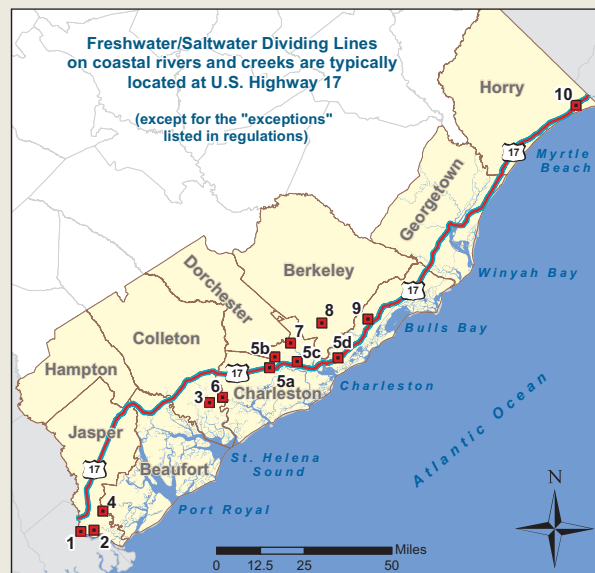 Freshwater/Saltwater Dividing Lines
on coastal rivers and creeks are typically
located at U.S. Highway 17
(except for the "exceptions"
listed in regulations)
Horry
10
17
Myrtle
Beach
Georgetown
Winyah Bay
Berkeley
Dorchester
17
Bulls Bay
8
9
7
Colleton
5b
5c
5d
Hampton
17
5a
Charleston
6
3
Charleston
Jasper
Atlantic Ocean
St. Helena
Sound
Beaufort
17
Port Royal
4
1
2
N
Miles
0
12.5
25
50